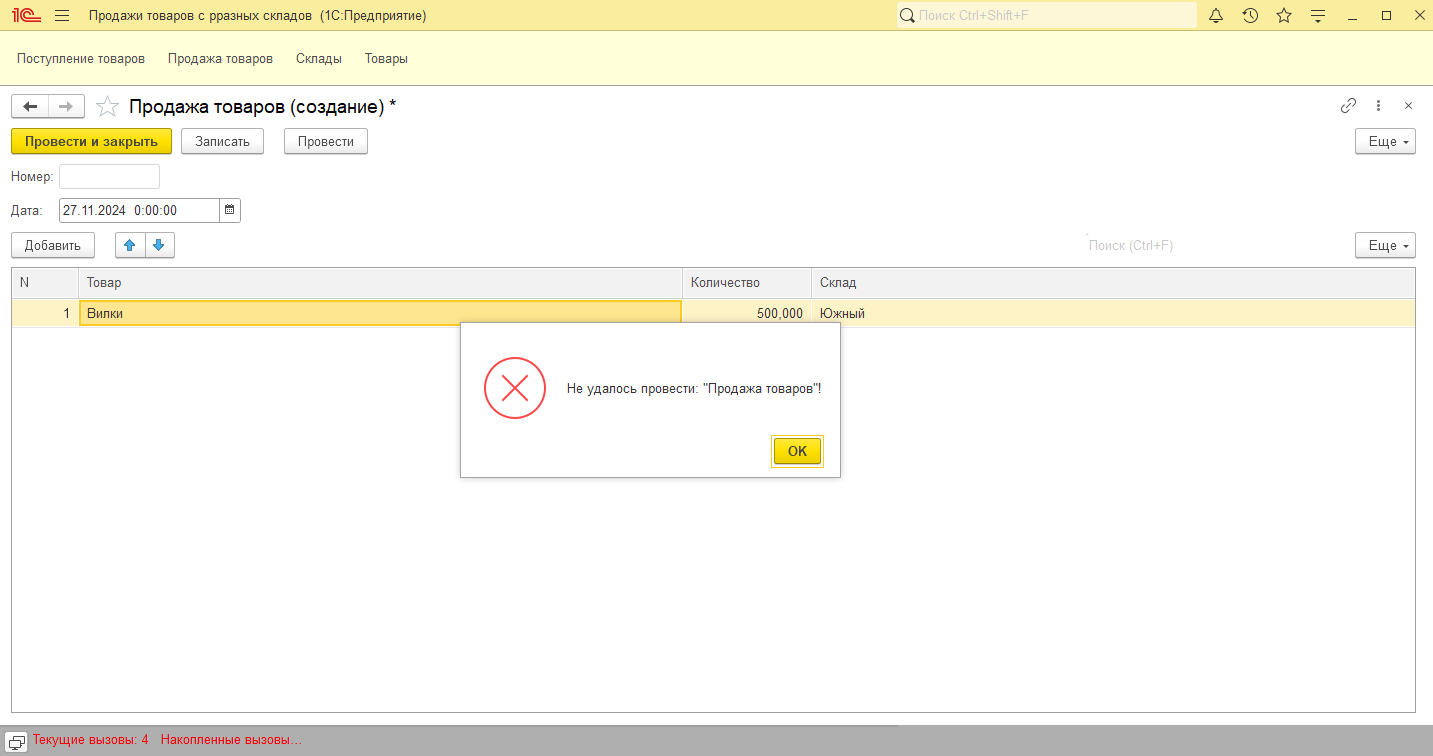 1С Продажи товаров с рразных складов (1С:Предприятие) Поиск Ctrl+Shift+F
Поступление товаров Продажа товаров Склады Товары
Продажа товаров (создание) *
Провести и закрыть Записать Провести Еще
Номер:
Дата: 27.11.2024 0:00:00
Добавить Поиск (Ctrl+F) Еще
N Товар Количество Склад
1 Вилки 500,000 Южный
Не удалось провести: "Продажа товаров"!
OK
Текущие вызовы: 4 Накопленные вызовы...